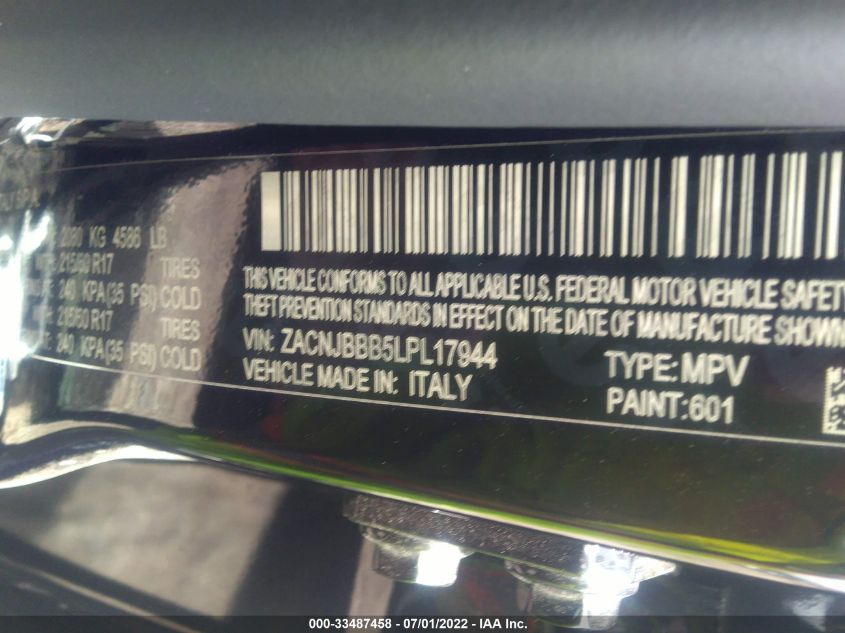 2080 KG 4586 LB
215/60 R17 TIRES
240 KPA(35 PSI) COLD
215/60 R17 TIRES
240 KPA(35 PSI) COLD
THIS VEHICLE CONFORMS TO ALL APPLICABLE U.S. FEDERAL MOTOR VEHICLE SAFETY
THEFT PREVENTION STANDARDS IN EFFECT ON THE DATE OF MANUFACTURE SHOWN
VIN: ZACNJBBB5LPL17944
TYPE: MPV
VEHICLE MADE IN: ITALY
PAINT:601
000-33487458 - 07/01/2022 - IAA Inc.